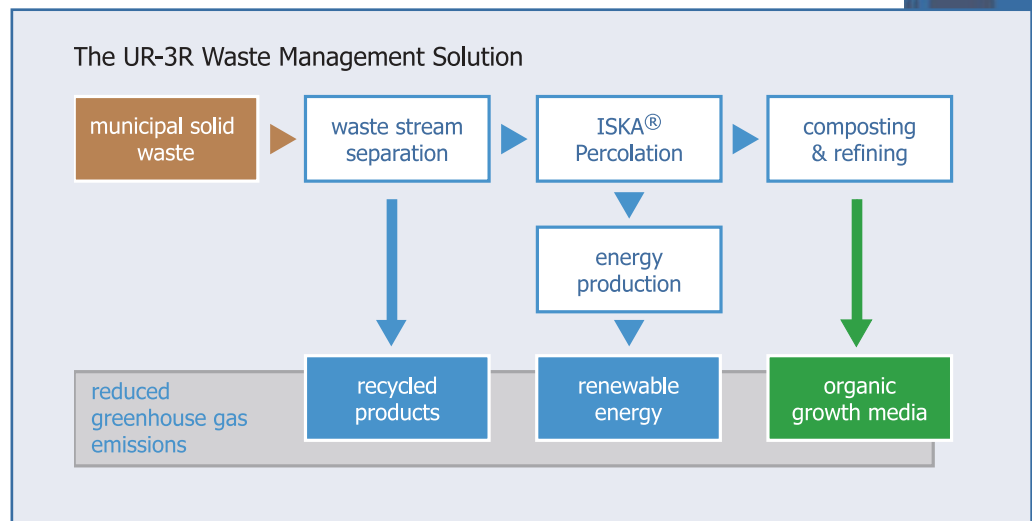 The UR-3R Waste Management Solution
municipal solid
waste
waste stream
separation
ISKA®
Percolation
composting
& refining
energy
production
reduced
greenhouse gas
emissions
recycled
products
renewable
energy
organic
growth media